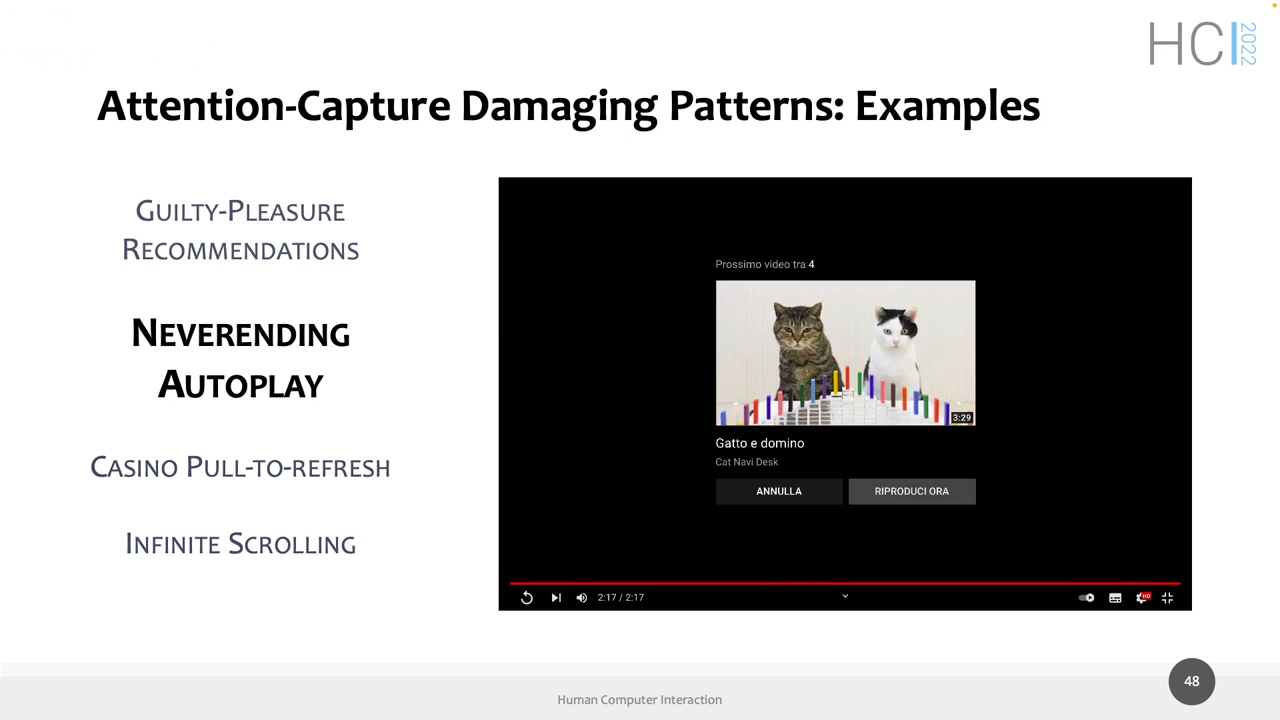 HCI 2022
Attention-Capture Damaging Patterns: Examples
Guilty-Pleasure
Recommendations
Neverending
Autoplay
Casino Pull-to-refresh
Infinite Scrolling
Prossimo video tra 4
3:29
Gatto e domino
Cat Navi Desk
ANNULLA
RIPRODUCI ORA
2:17 / 2:17
HD
48
Human Computer Interaction